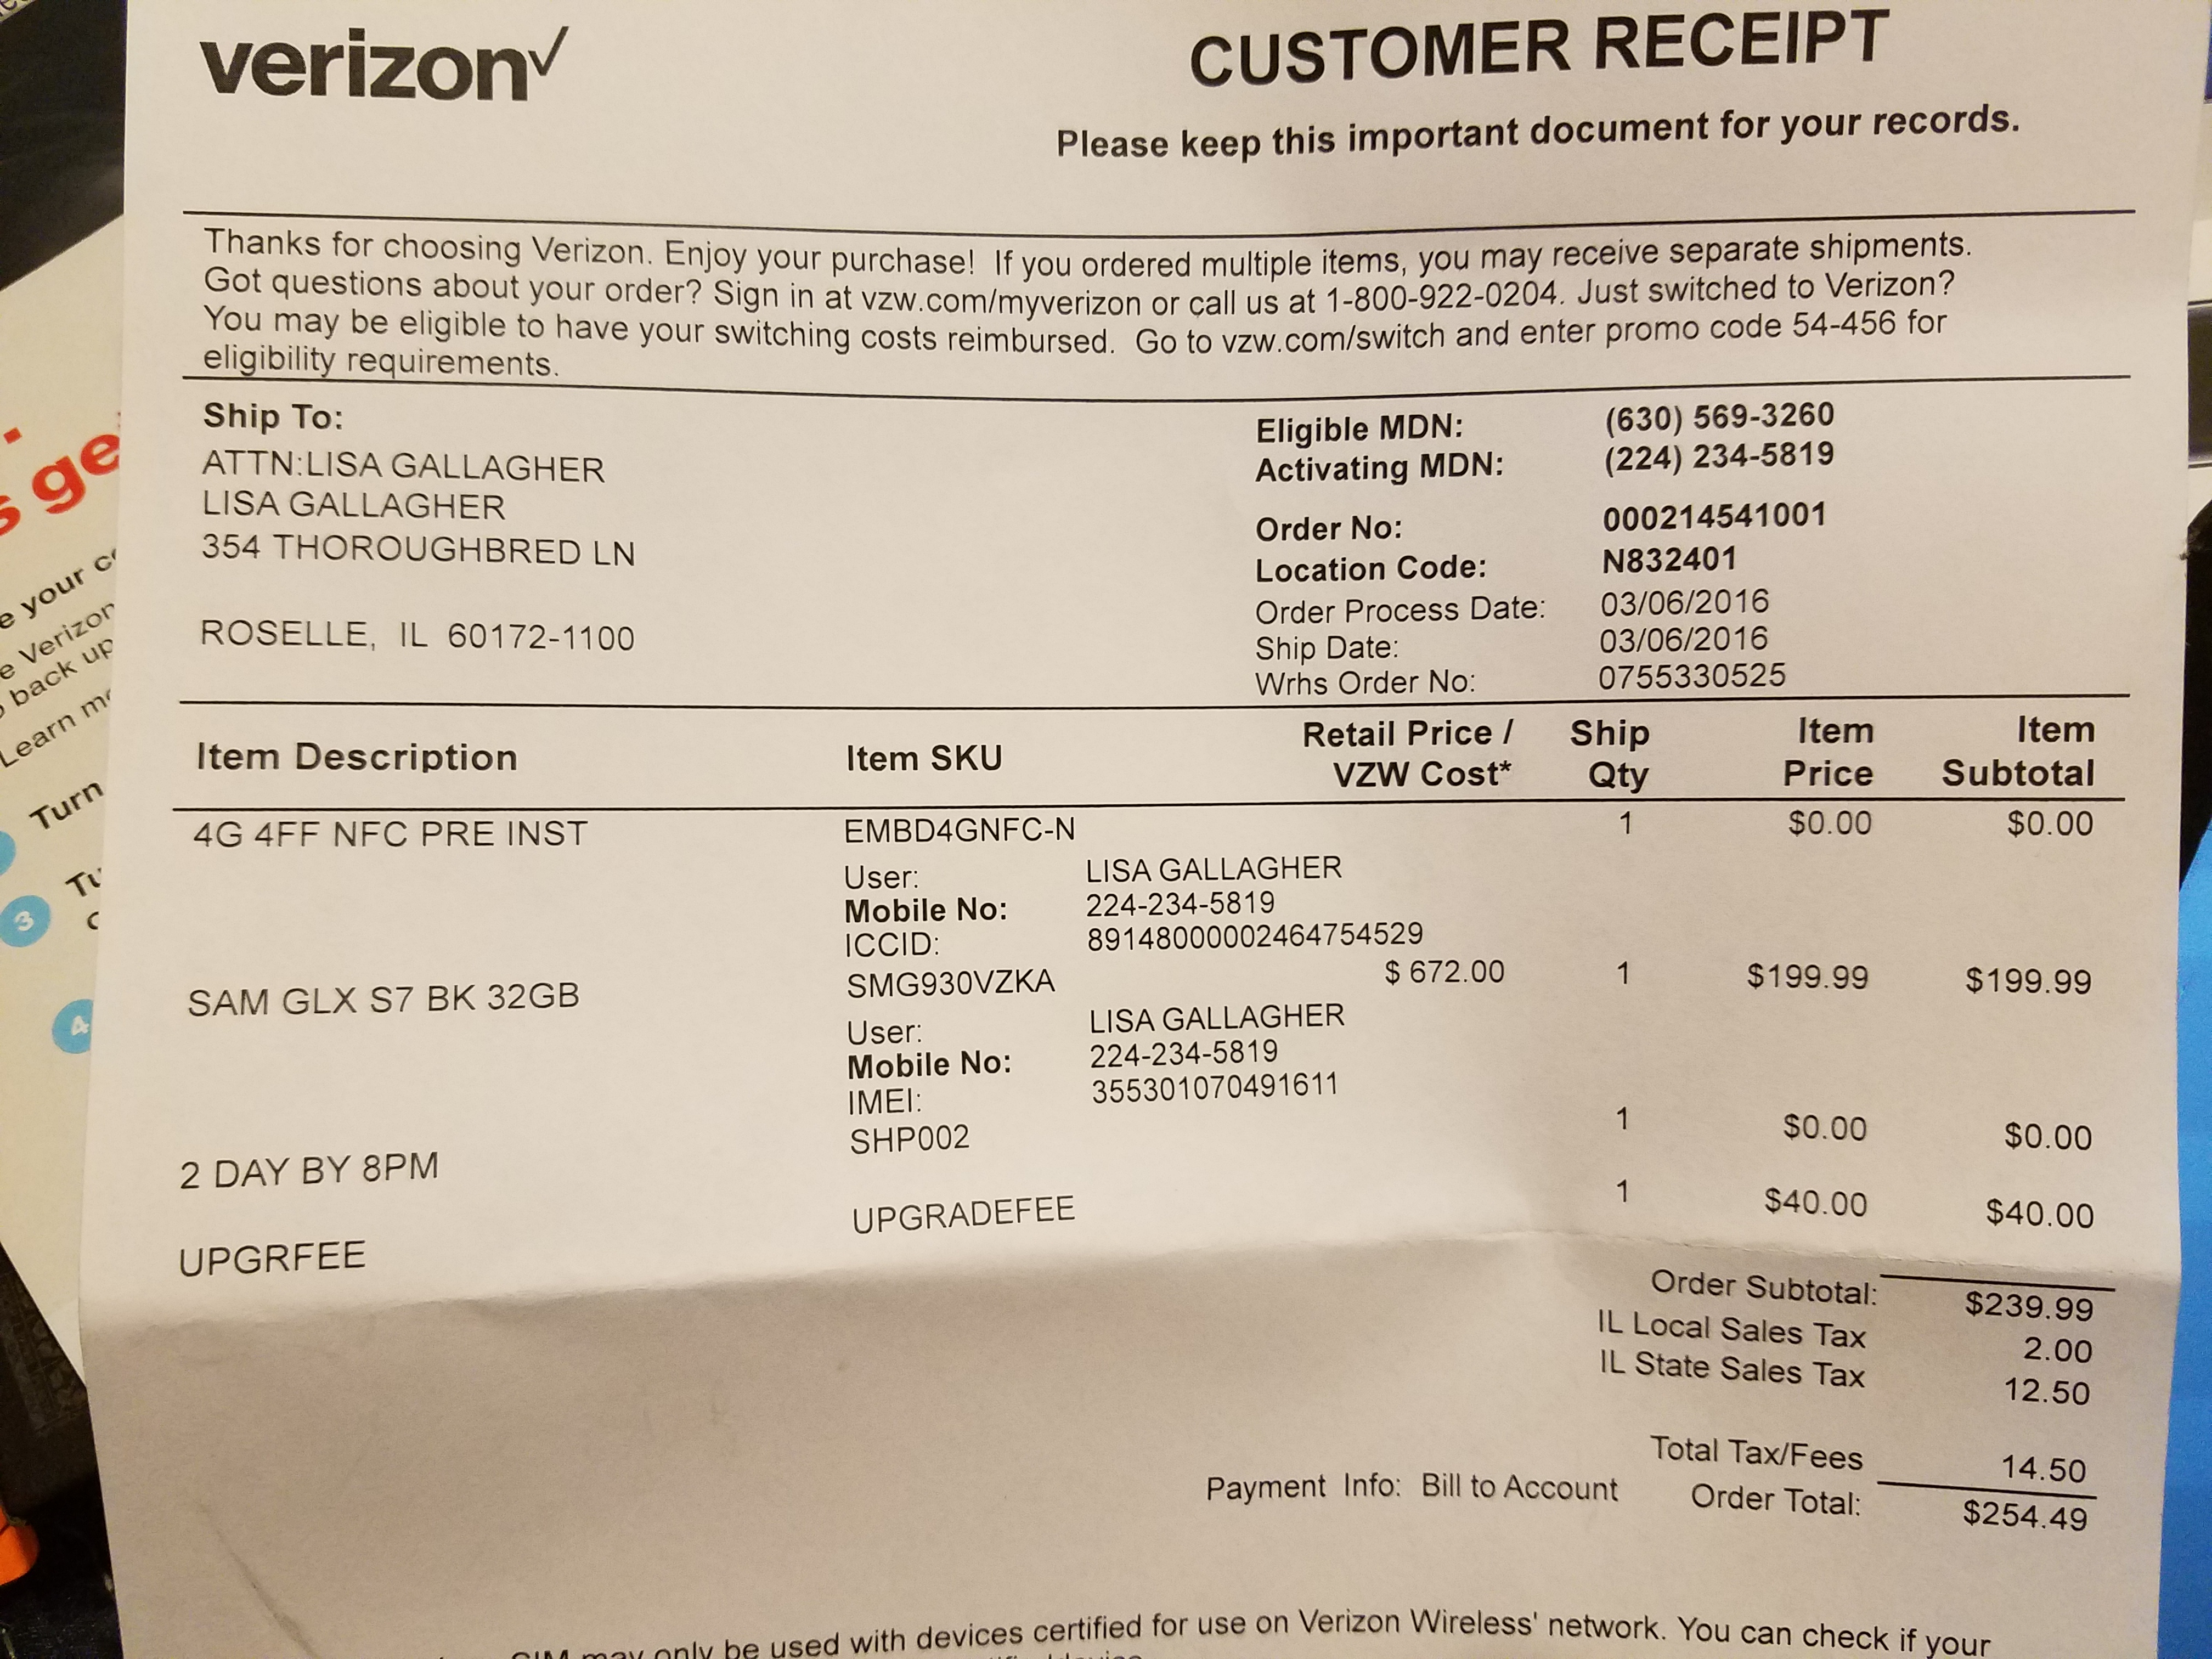 verizon✓
CUSTOMER RECEIPT
Please keep this important document for your records.
Thanks for choosing Verizon. Enjoy your purchase! If you ordered multiple items, you may receive separate shipments.
Got questions about your order? Sign in at vzw.com/myverizon or call us at 1-800-922-0204. Just switched to Verizon?
You may be eligible to have your switching costs reimbursed. Go to vzw.com/switch and enter promo code 54-456 for
eligibility requirements.
Ship To:
ATTN:LISA GALLAGHER
LISA GALLAGHER
354 THOROUGHBRED LN
ROSELLE, IL 60172-1100
Eligible MDN: (630) 569-3260
Activating MDN: (224) 234-5819
Order No: 000214541001
Location Code: N832401
Order Process Date: 03/06/2016
Ship Date: 03/06/2016
Wrhs Order No: 0755330525
Item Description Item SKU Retail Price / VZW Cost* Ship Qty Item Price Item Subtotal
4G 4FF NFC PRE INST EMBD4GNFC-N 1 $0.00 $0.00
User: LISA GALLAGHER
Mobile No: 224-234-5819
ICCID: 89148000002464754529
SAM GLX S7 BK 32GB SMG930VZKA $ 672.00 1 $199.99 $199.99
User: LISA GALLAGHER
Mobile No: 224-234-5819
IMEI: 355301070491611
2 DAY BY 8PM SHP002 1 $0.00 $0.00
UPGRFEE UPGRADEFEE 1 $40.00 $40.00
Order Subtotal: $239.99
IL Local Sales Tax 2.00
IL State Sales Tax 12.50
Total Tax/Fees 14.50
Payment Info: Bill to Account Order Total: $254.49
SIM may only be used with devices certified for use on Verizon Wireless' network. You can check if your
s ge
e your
e Verizon
back up
Learn
Turn
3
4